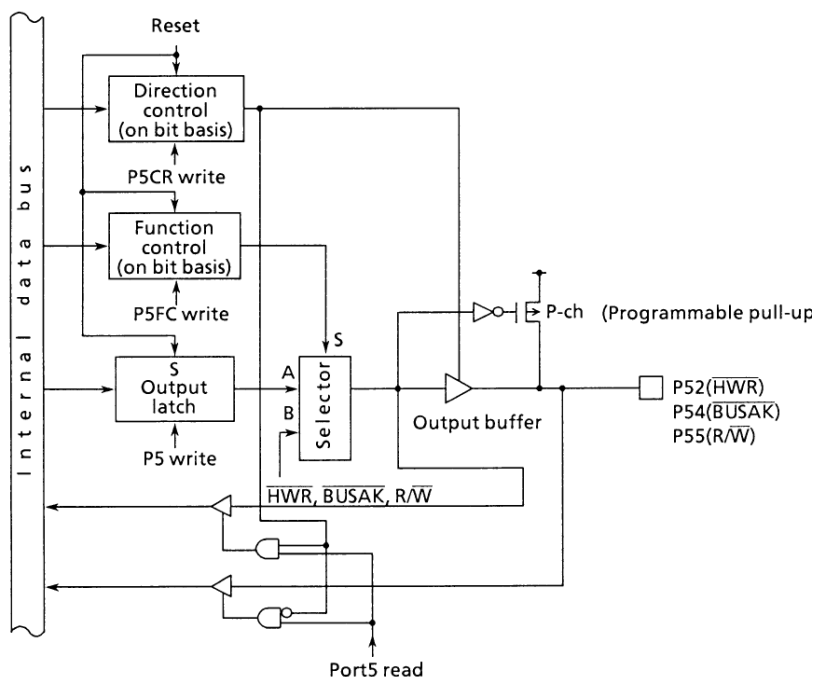 Reset
Internal data bus
Direction
control
(on bit basis)
P5CR write
Function
control
(on bit basis)
P5FC write
S
Output
latch
P5 write
A
B
S
Selector
HWR, BUSAK, R/W
Output buffer
P-ch (Programmable pull-up
P52(HWR)
P54(BUSAK)
P55(R/W)
Port5 read